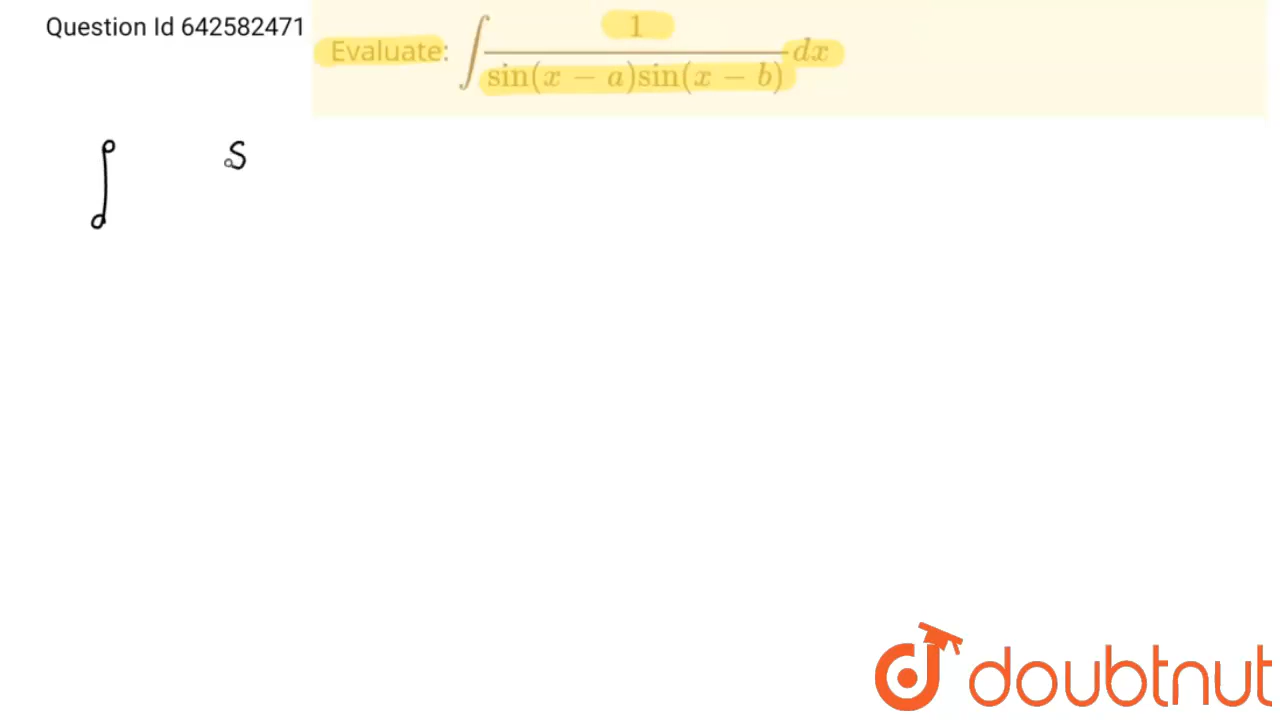 Question Id 642582471
Evaluate: ∫ 1/(sin(x − a)sin(x − b)) dx
∫ S
doubtnut